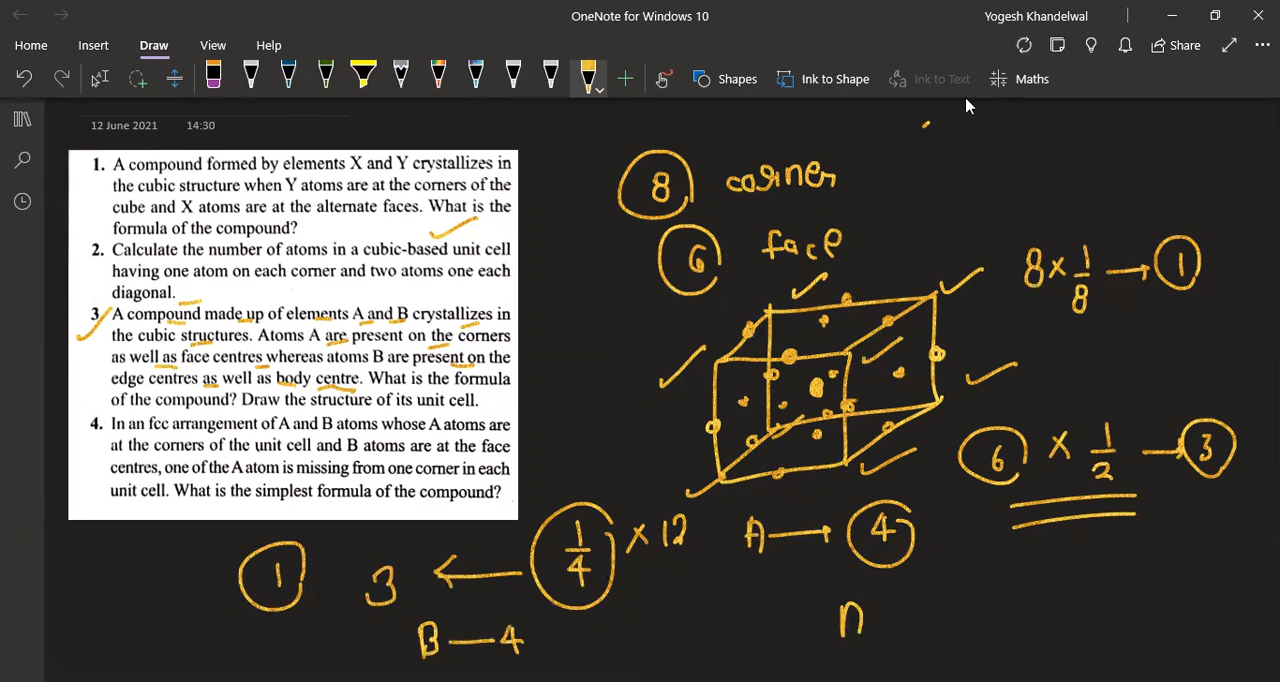 OneNote for Windows 10
Yogesh Khandelwal
Home Insert Draw View Help
Share
Shapes Ink to Shape Ink to Text Maths
12 June 2021 14:30
1. A compound formed by elements X and Y crystallizes in
the cubic structure when Y atoms are at the corners of the
cube and X atoms are at the alternate faces. What is the
formula of the compound?
2. Calculate the number of atoms in a cubic-based unit cell
having one atom on each corner and two atoms one each
diagonal.
3. A compound made up of elements A and B crystallizes in
the cubic structures. Atoms A are present on the corners
as well as face centres whereas atoms B are present on the
edge centres as well as body centre. What is the formula
of the compound? Draw the structure of its unit cell.
4. In an fcc arrangement of A and B atoms whose A atoms are
at the corners of the unit cell and B atoms are at the face
centres, one of the A atom is missing from one corner in each
unit cell. What is the simplest formula of the compound?
8 corner
6 face
8 × 1/8 → 1
6 × 1/2 → 3
1 3 ← 1/4 × 12
A → 4
B — 4
n